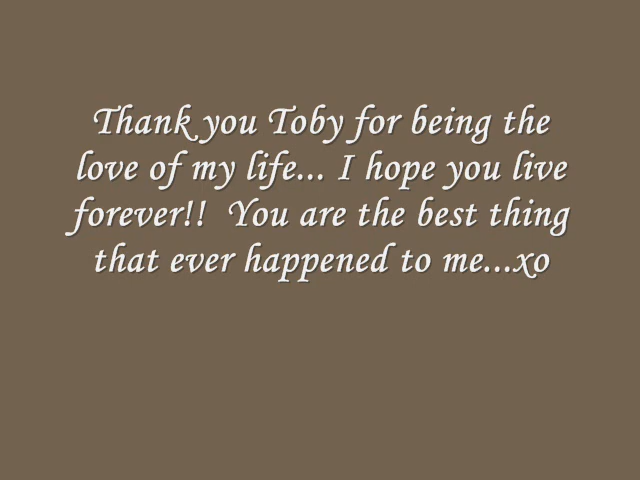 Thank you Toby for being the
love of my life... I hope you live
forever!!  You are the best thing
that ever happened to me...xo